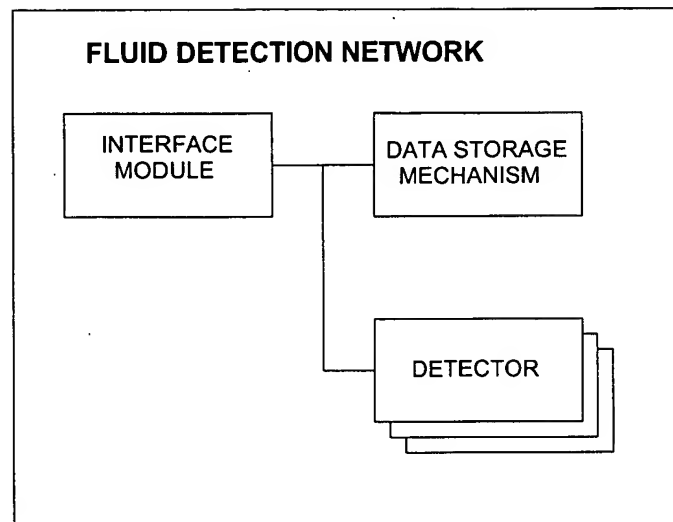 FLUID DETECTION NETWORK
INTERFACE
MODULE
DATA STORAGE
MECHANISM
DETECTOR